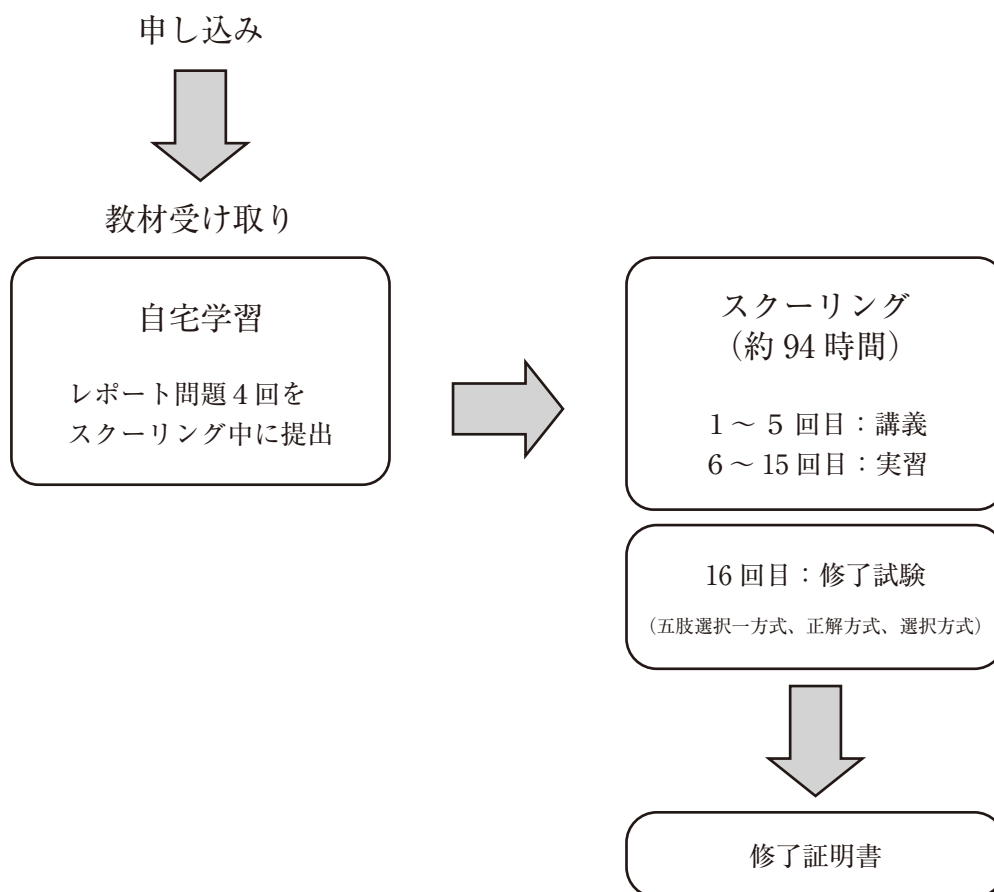 申し込み
教材受け取り
自宅学習
レポート問題４回を
スクーリング中に提出
スクーリング
（約 94 時間）
1 ～ 5 回目：講義
6 ～ 15 回目：実習
16 回目：修了試験
（五肢選択一方式、正解方式、選択方式）
修了証明書